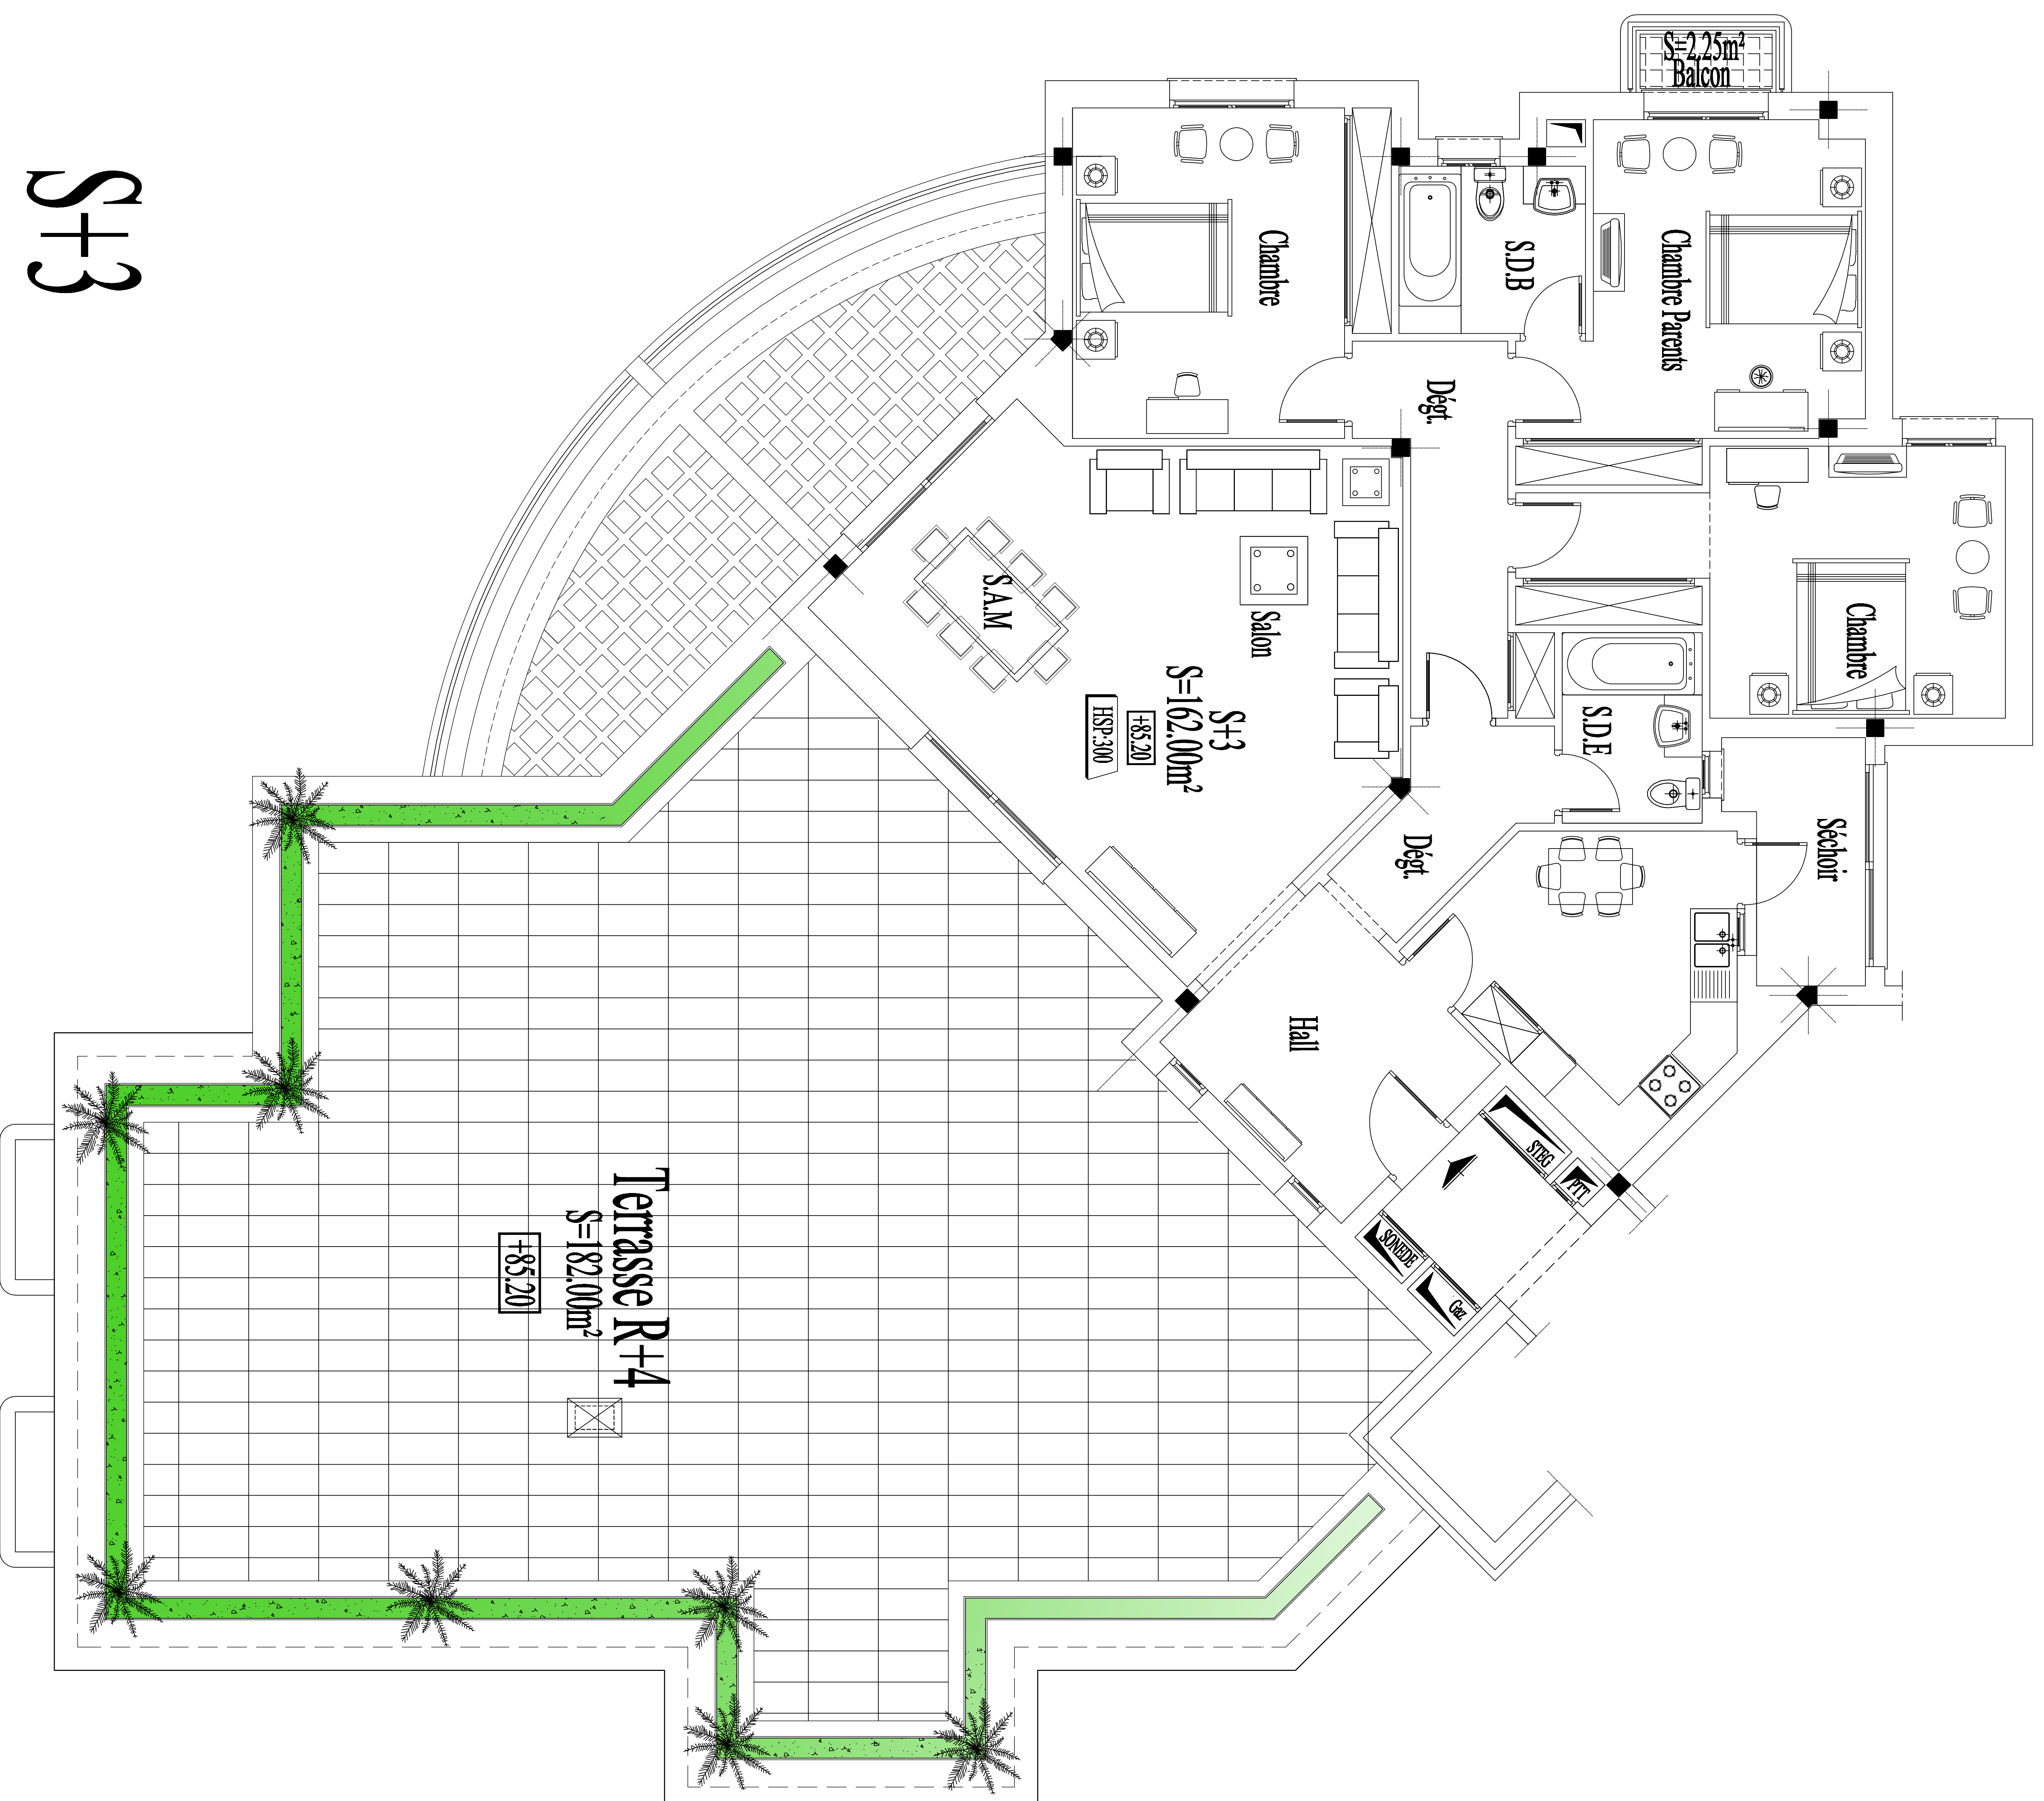 S+3
S=2.25m²
Balcon
Chambre
S.D.B
Chambre Parents
Dégt.
Chambre
S.A.M
Salon
S+3
S=162.00m²
+85.20
HSP:300
S.D.E
Séchoir
Dégt.
Hall
STEG
PTT
SONEDE
Gaz
Terrasse R+4
S=182.00m²
+85.20